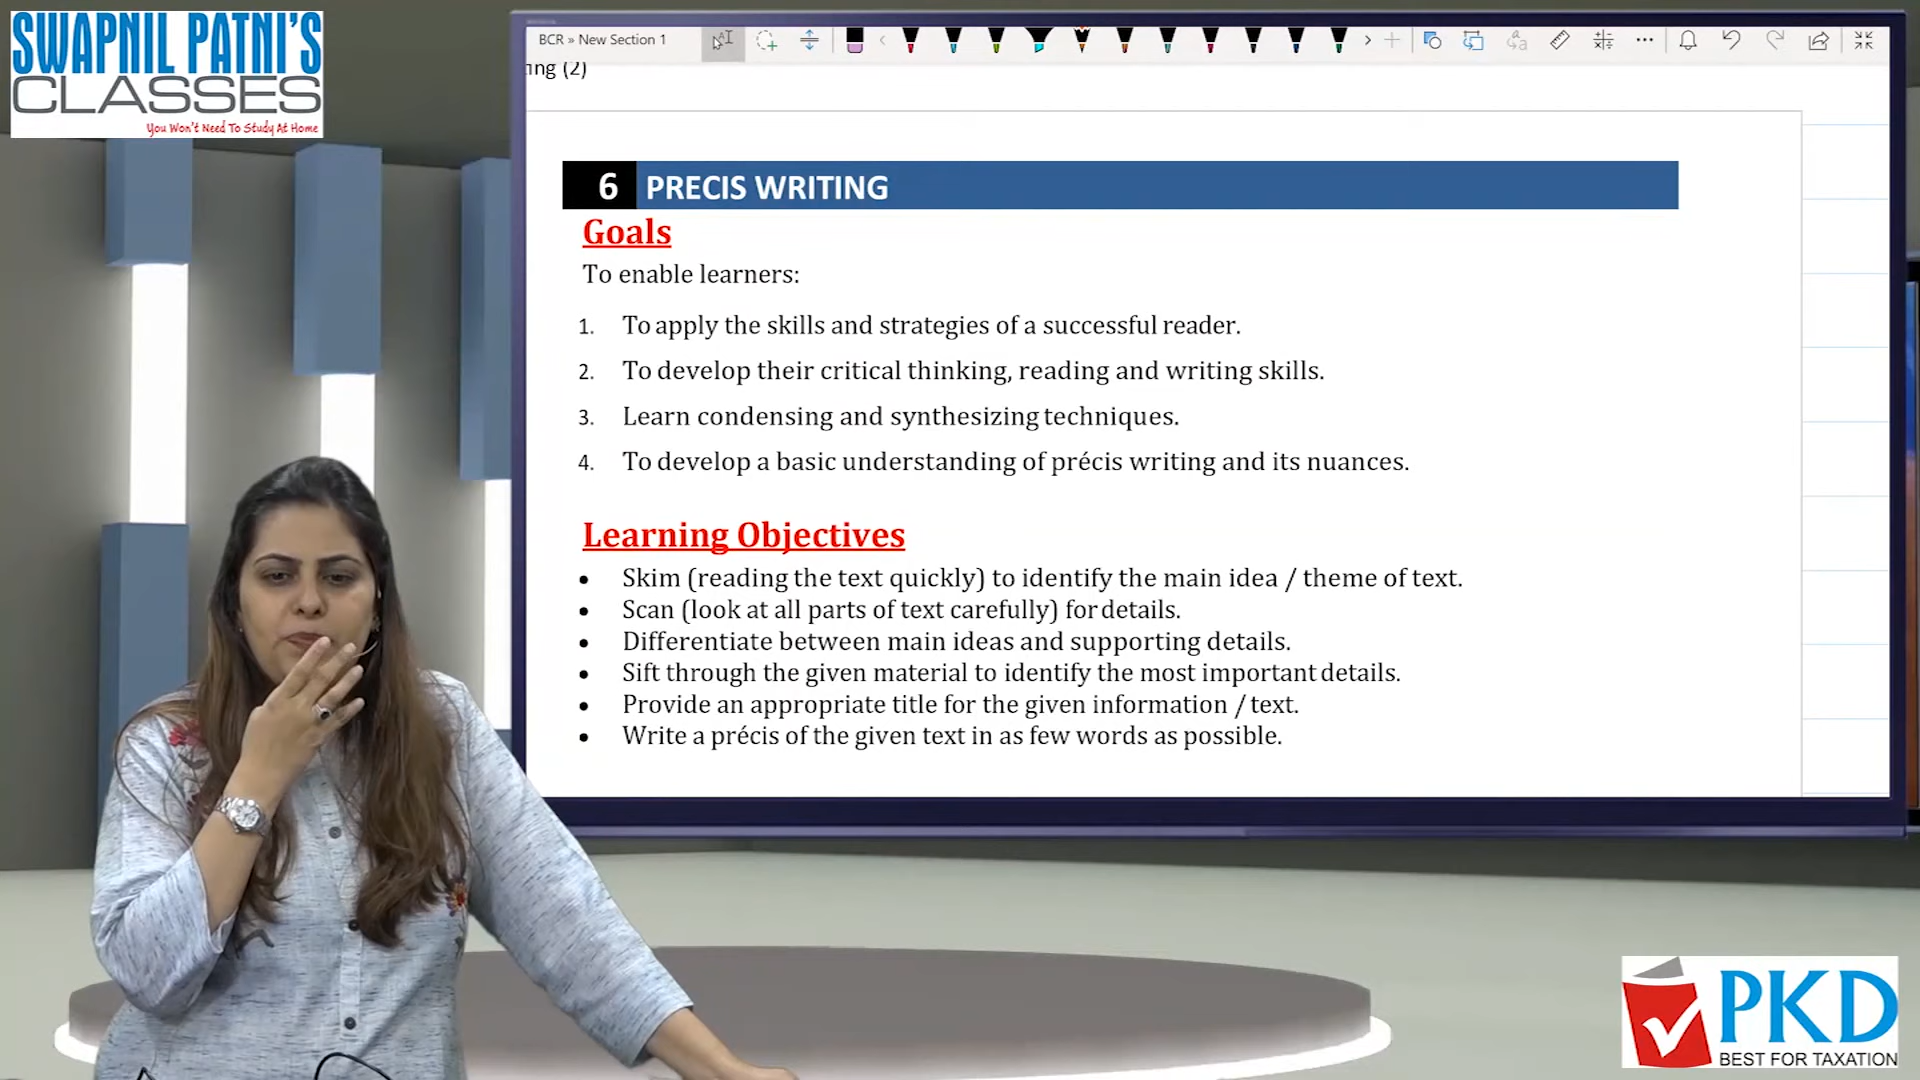 SWAPNIL PATNI'S
CLASSES
You Won't Need To Study At Home
BCR » New Section 1
ing (2)
6 PRECIS WRITING
Goals
To enable learners:
1. To apply the skills and strategies of a successful reader.
2. To develop their critical thinking, reading and writing skills.
3. Learn condensing and synthesizing techniques.
4. To develop a basic understanding of précis writing and its nuances.
Learning Objectives
• Skim (reading the text quickly) to identify the main idea / theme of text.
• Scan (look at all parts of text carefully) for details.
• Differentiate between main ideas and supporting details.
• Sift through the given material to identify the most important details.
• Provide an appropriate title for the given information / text.
• Write a précis of the given text in as few words as possible.
PKD
BEST FOR TAXATION